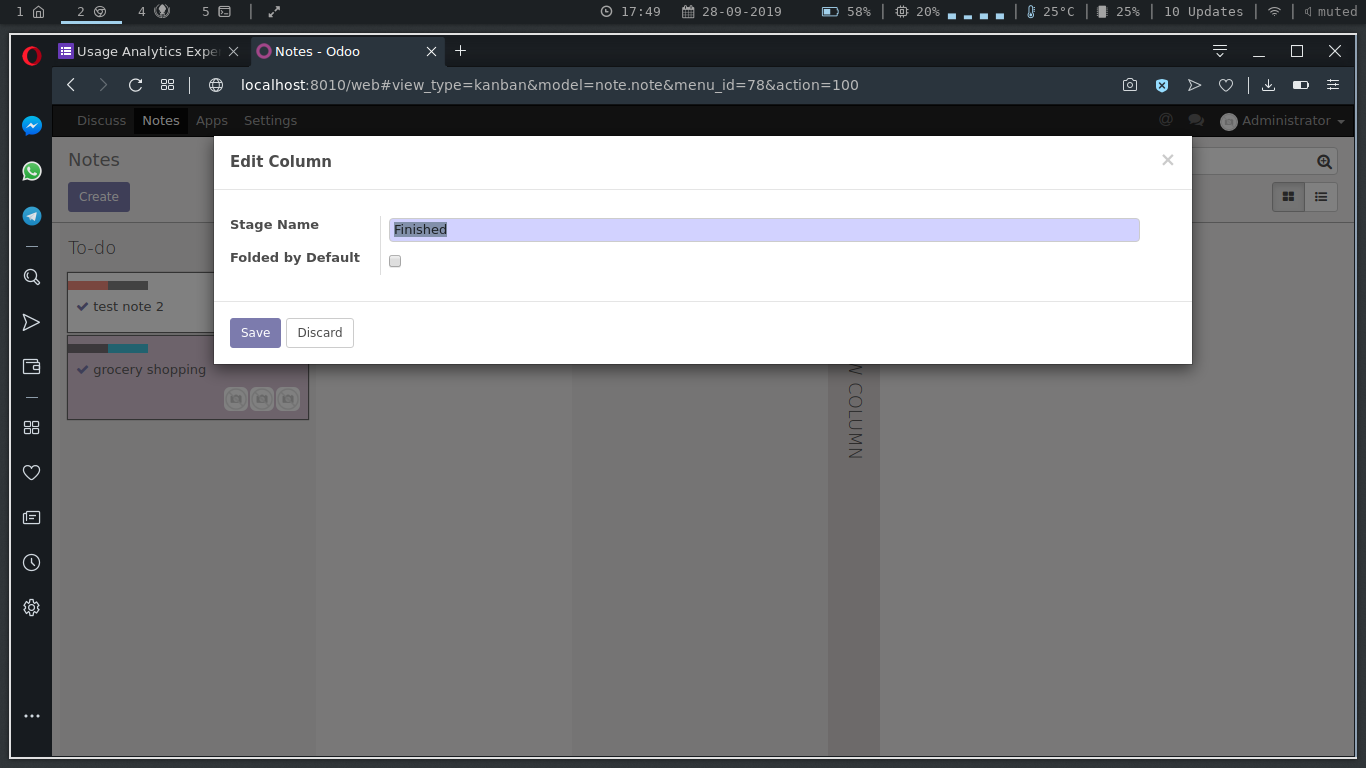 1 2 4 5 17:49 28-09-2019 58% 20% 25°C 25% 10 Updates muted
Usage Analytics Expe Notes - Odoo
localhost:8010/web#view_type=kanban&model=note.note&menu_id=78&action=100
Discuss Notes Apps Settings Administrator
Notes
Create
Edit Column
Stage Name Finished
Folded by Default
Save Discard
To-do
test note 2
grocery shopping
COLUMN